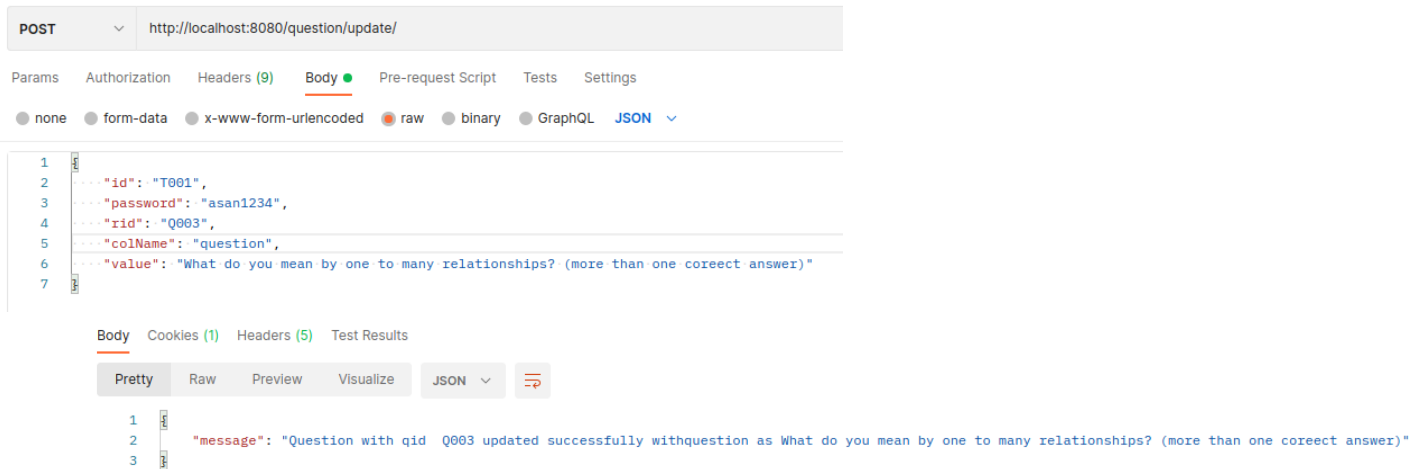 POST http://localhost:8080/question/update/
Params Authorization Headers (9) Body Pre-request Script Tests Settings
none form-data x-www-form-urlencoded raw binary GraphQL JSON
1 {
2 "id": "T001",
3 "password": "asan1234",
4 "rid": "Q003",
5 "colName": "question",
6 "value": "What do you mean by one to many relationships? (more than one coreect answer)"
7 }
Body Cookies (1) Headers (5) Test Results
Pretty Raw Preview Visualize JSON
1 {
2 "message": "Question with qid  Q003 updated successfully withquestion as What do you mean by one to many relationships? (more than one coreect answer)"
3 }